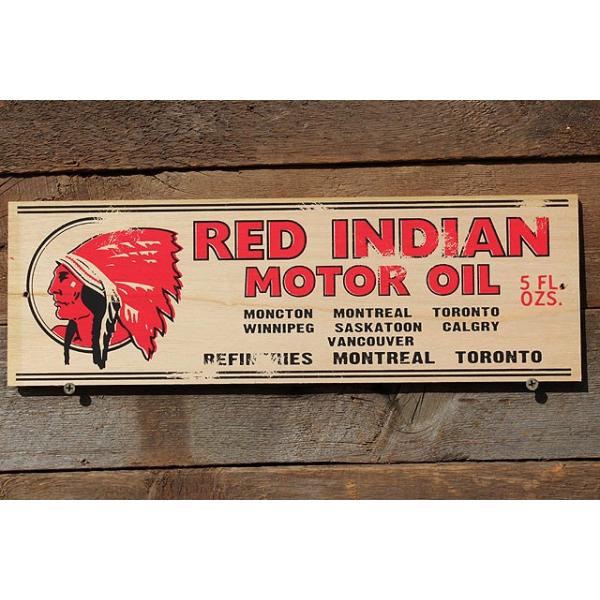 RED INDIAN
MOTOR OIL
5 FL.
OZS.
MONCTON MONTREAL TORONTO
WINNIPEG SASKATOON CALGRY
VANCOUVER
REFINERIES MONTREAL TORONTO